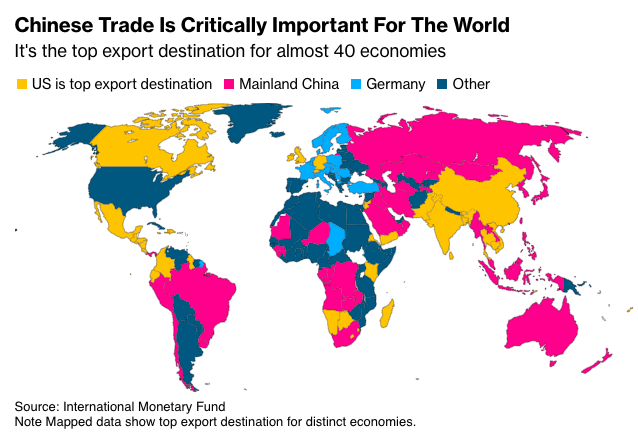 Chinese Trade Is Critically Important For The World
It's the top export destination for almost 40 economies
US is top export destination Mainland China Germany Other
Source: International Monetary Fund
Note Mapped data show top export destination for distinct economies.